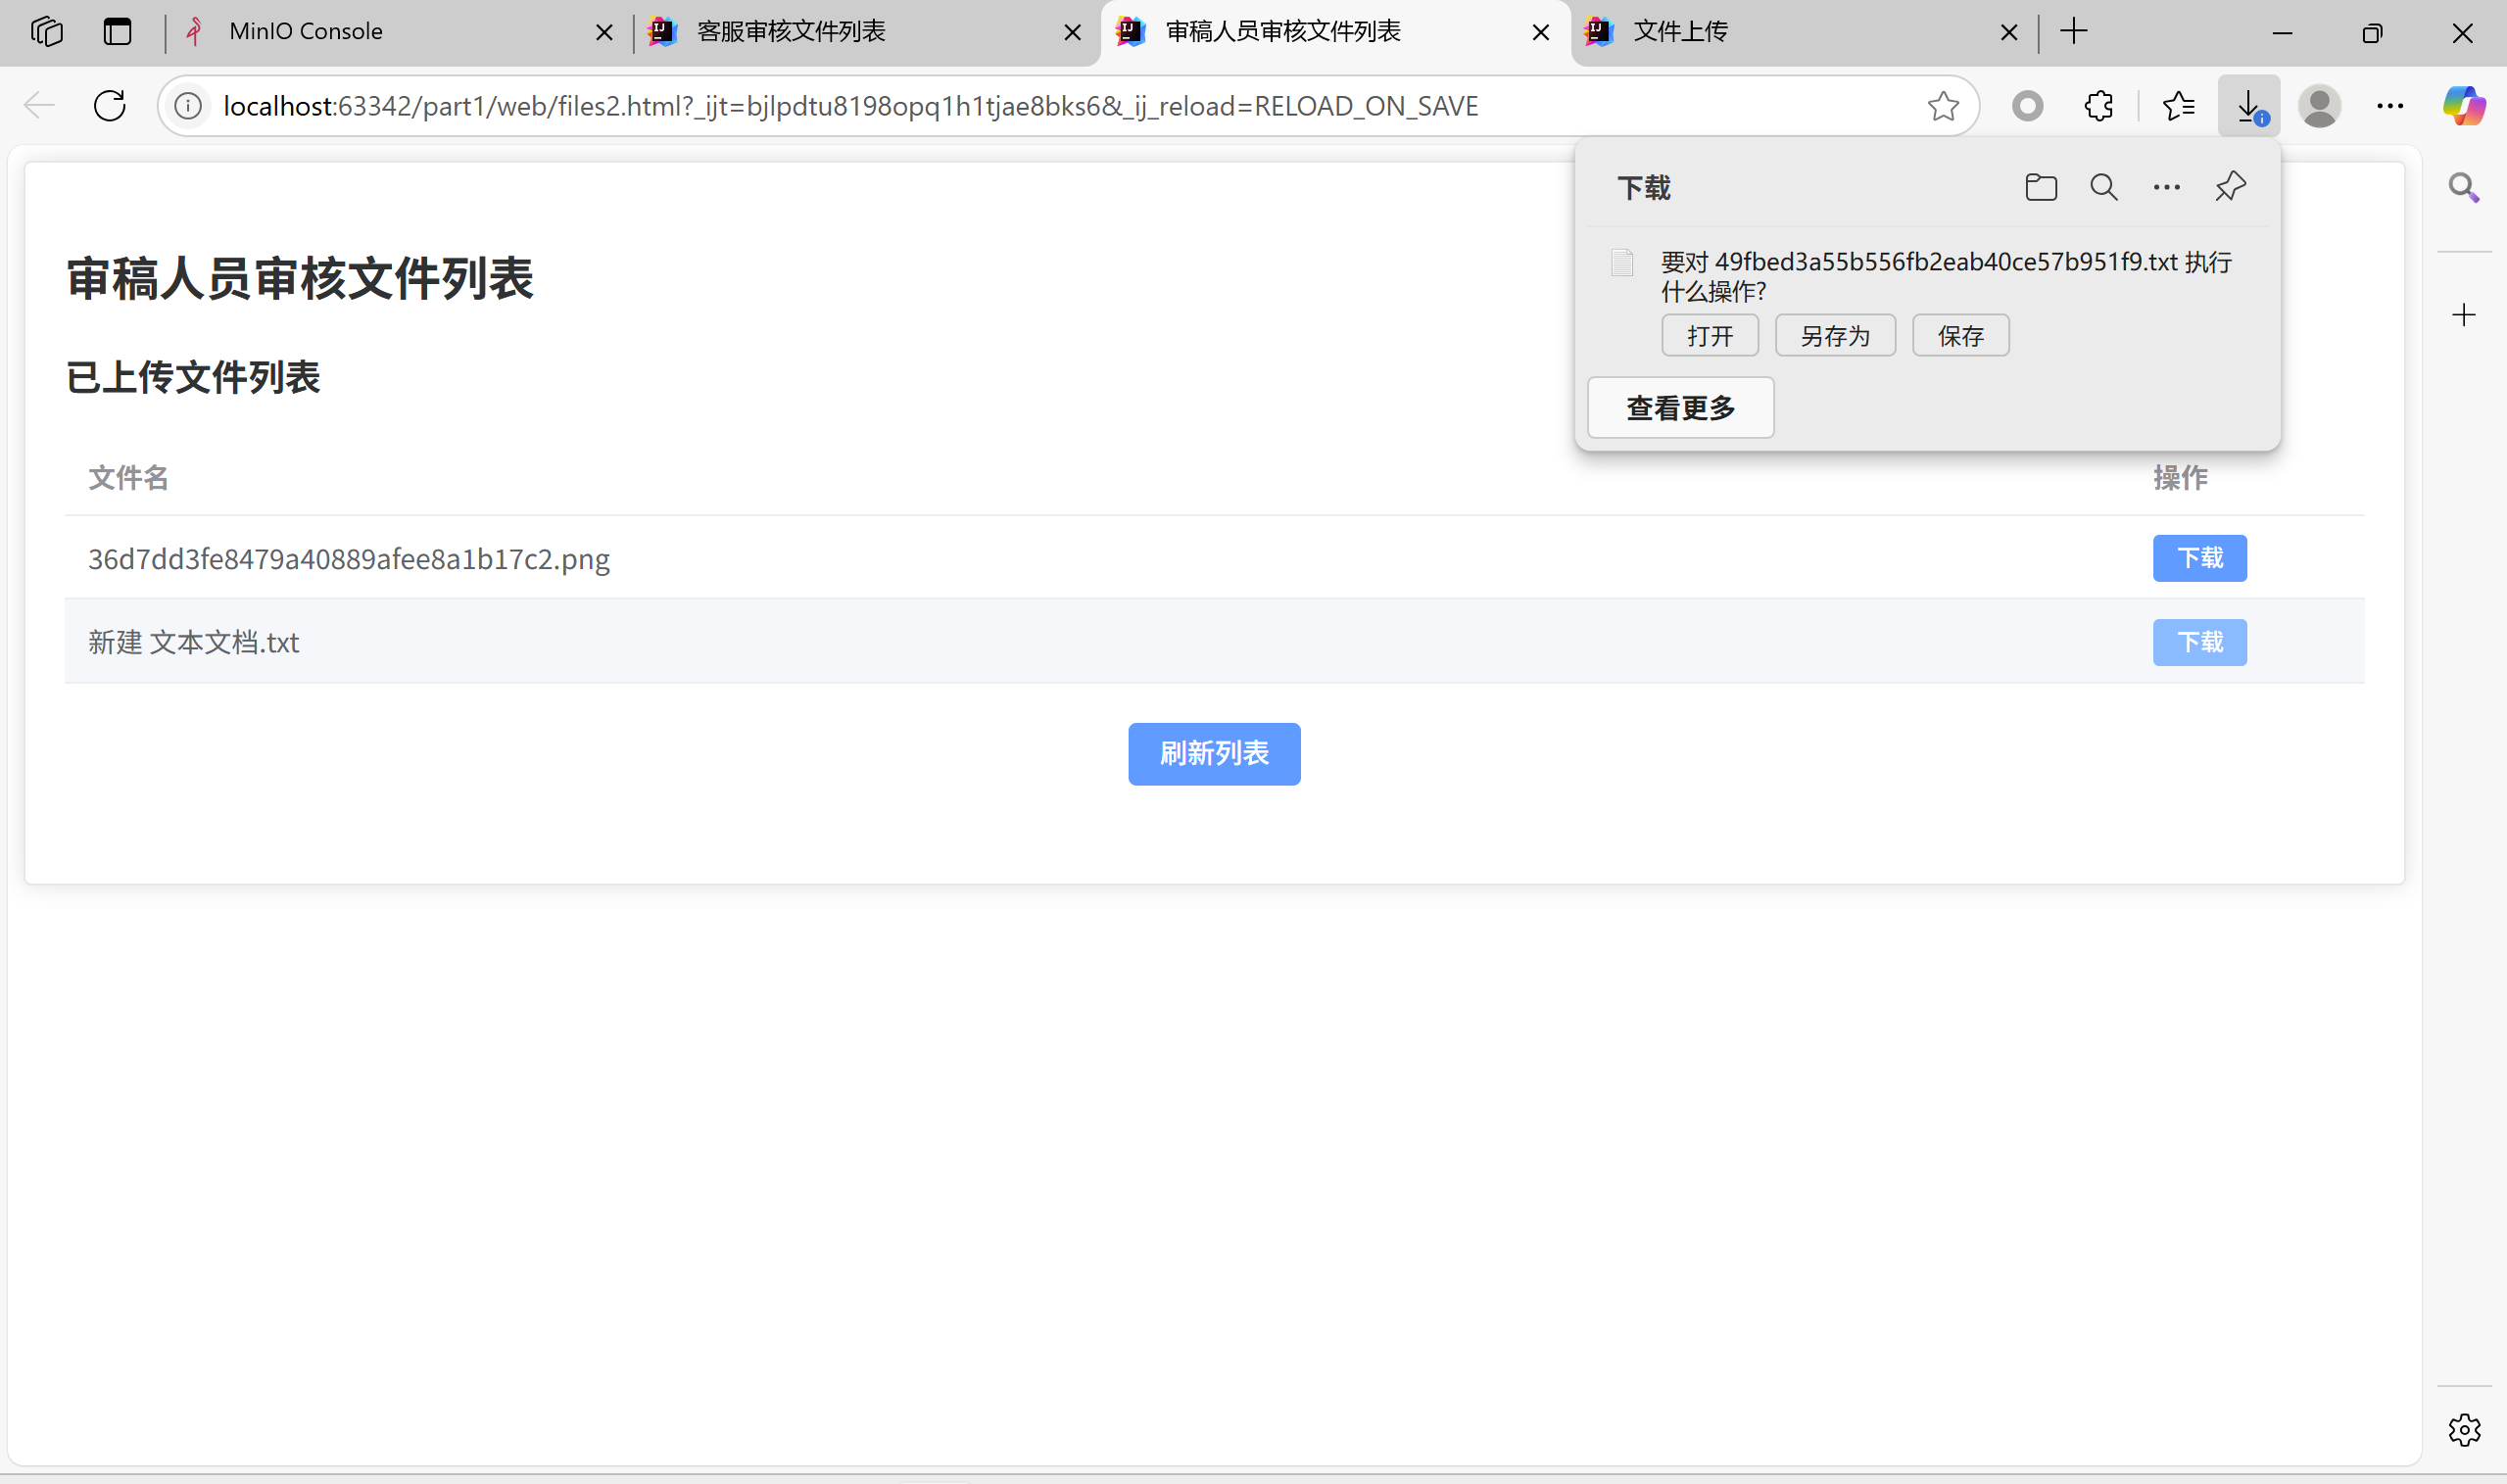 MinIO Console
客服审核文件列表
审稿人员审核文件列表
文件上传
localhost:63342/part1/web/files2.html?_ijt=bjlpdtu8198opq1h1tjae8bks6&_ij_reload=RELOAD_ON_SAVE
下载
要对 49fbed3a55b556fb2eab40ce57b951f9.txt 执行
什么操作?
打开 另存为 保存
查看更多
审稿人员审核文件列表
已上传文件列表
文件名 操作
36d7dd3fe8479a40889afee8a1b17c2.png 下载
新建 文本文档.txt 下载
刷新列表